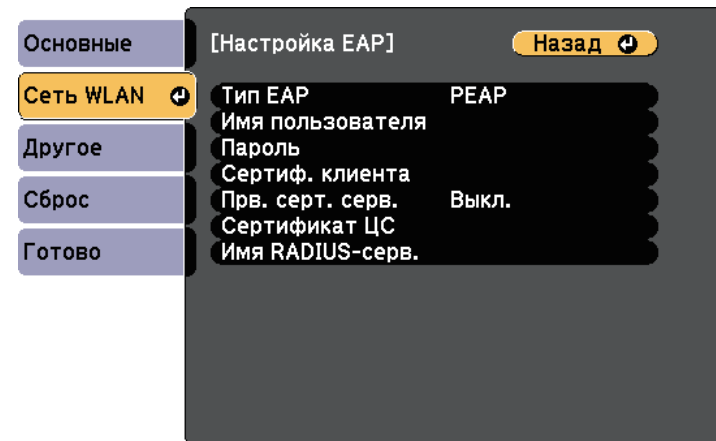 Основные
Сеть WLAN
Другое
Сброс
Готово
[Настройка EAP]
Назад
Тип EAP PEAP
Имя пользователя
Пароль
Сертиф. клиента
Прв. серт. серв. Выкл.
Сертификат ЦС
Имя RADIUS-серв.